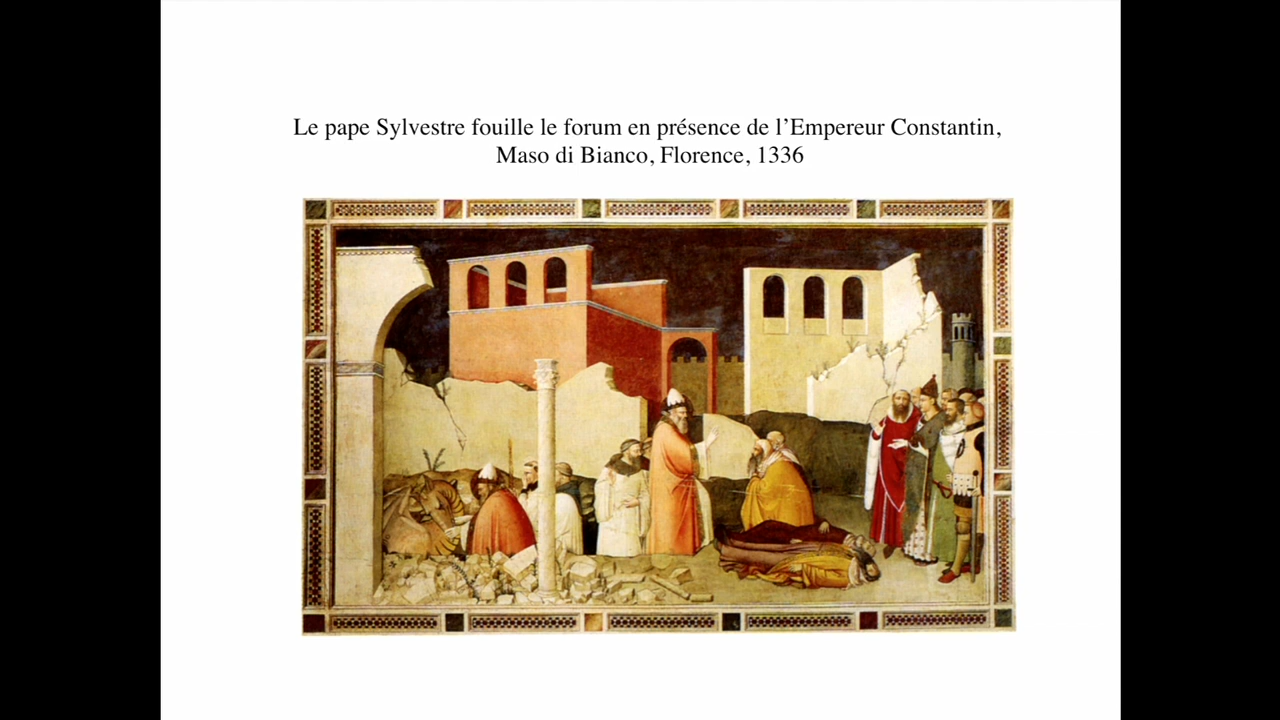 Le pape Sylvestre fouille le forum en présence de l’Empereur Constantin,
Maso di Bianco, Florence, 1336